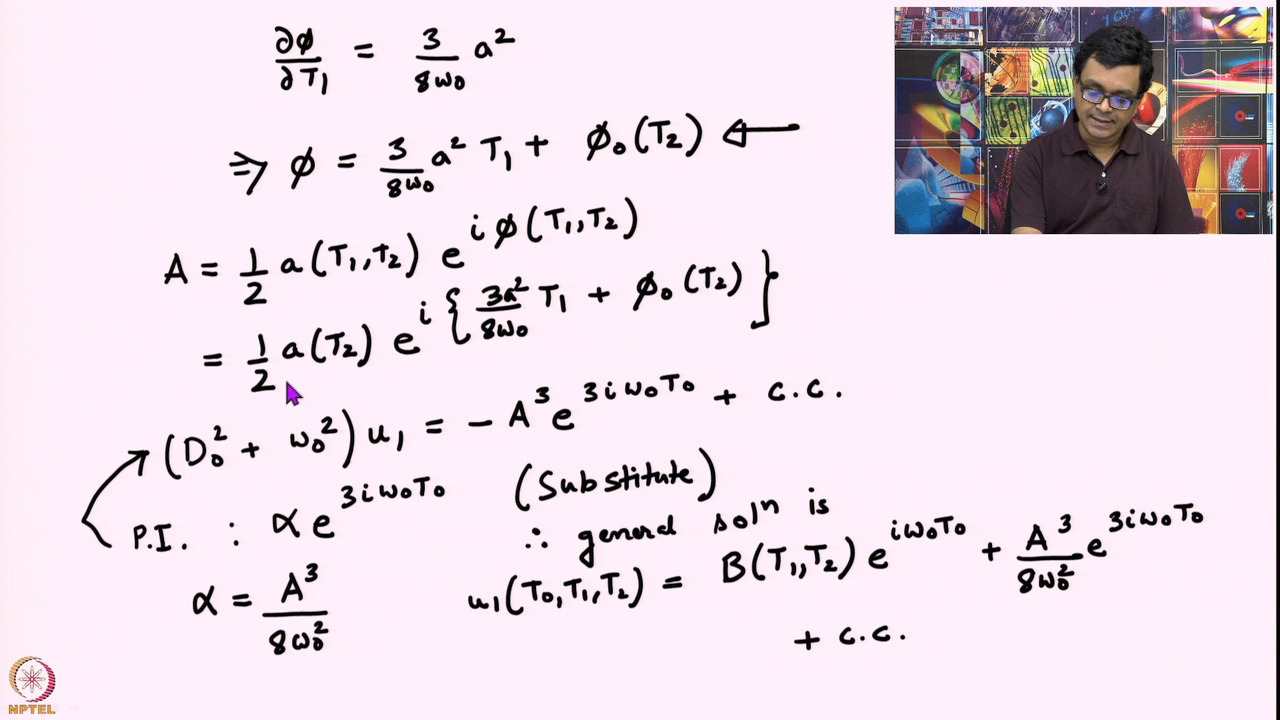 ∂φ/∂T₁ = 3/8ω₀ a²
⇒ φ = 3/8ω₀ a² T₁ + φ₀(T₂) ←
A = 1/2 a(T₁,T₂) e^{iφ(T₁,T₂)}
= 1/2 a(T₂) e^{i{3a²/8ω₀ T₁ + φ₀(T₂)}}
(D₀² + ω₀²) u₁ = - A³ e^{3iω₀T₀} + c.c.
P.I. : α e^{3iω₀T₀} (Substitute)
∴ general solⁿ is
α = A³/8ω₀²
u₁(T₀,T₁,T₂) = B(T₁,T₂) e^{iω₀T₀} + A³/8ω₀² e^{3iω₀T₀}
+ c.c.
NPTEL